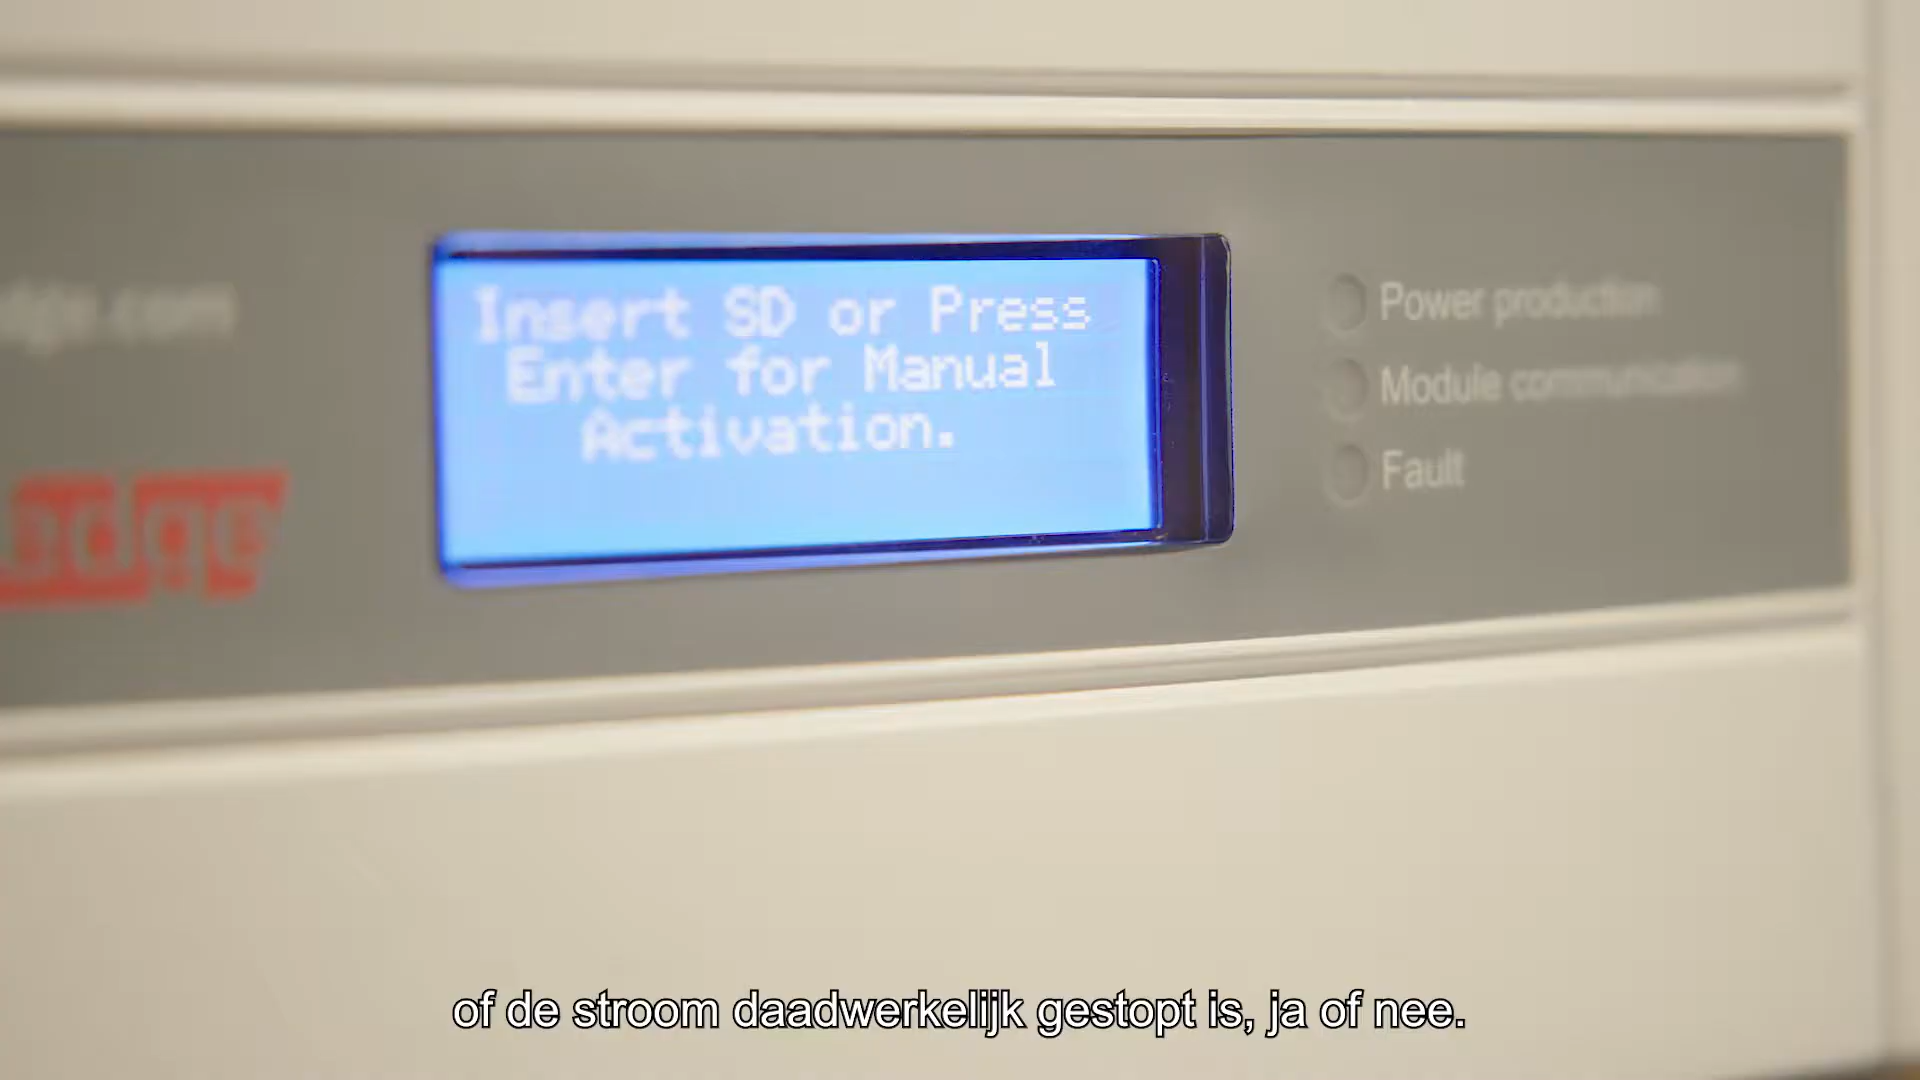 Insert SD or Press
Enter for Manual
Activation.
Power production
Module communication
Fault
of de stroom daadwerkelijk gestopt is, ja of nee.